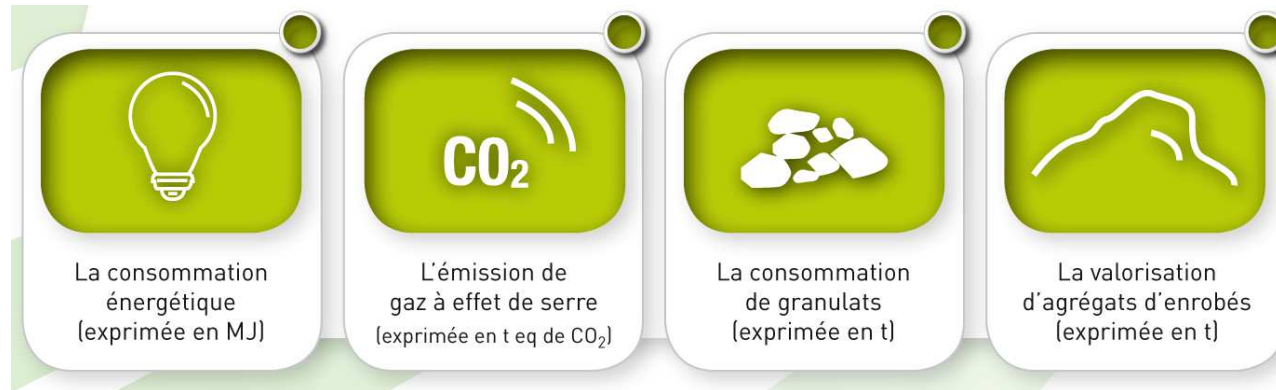 La consommation
énergétique
(exprimée en MJ)
CO₂
L'émission de
gaz à effet de serre
(exprimée en t eq de CO₂)
La consommation
de granulats
(exprimée en t)
La valorisation
d'agrégats d'enrobés
(exprimée en t)